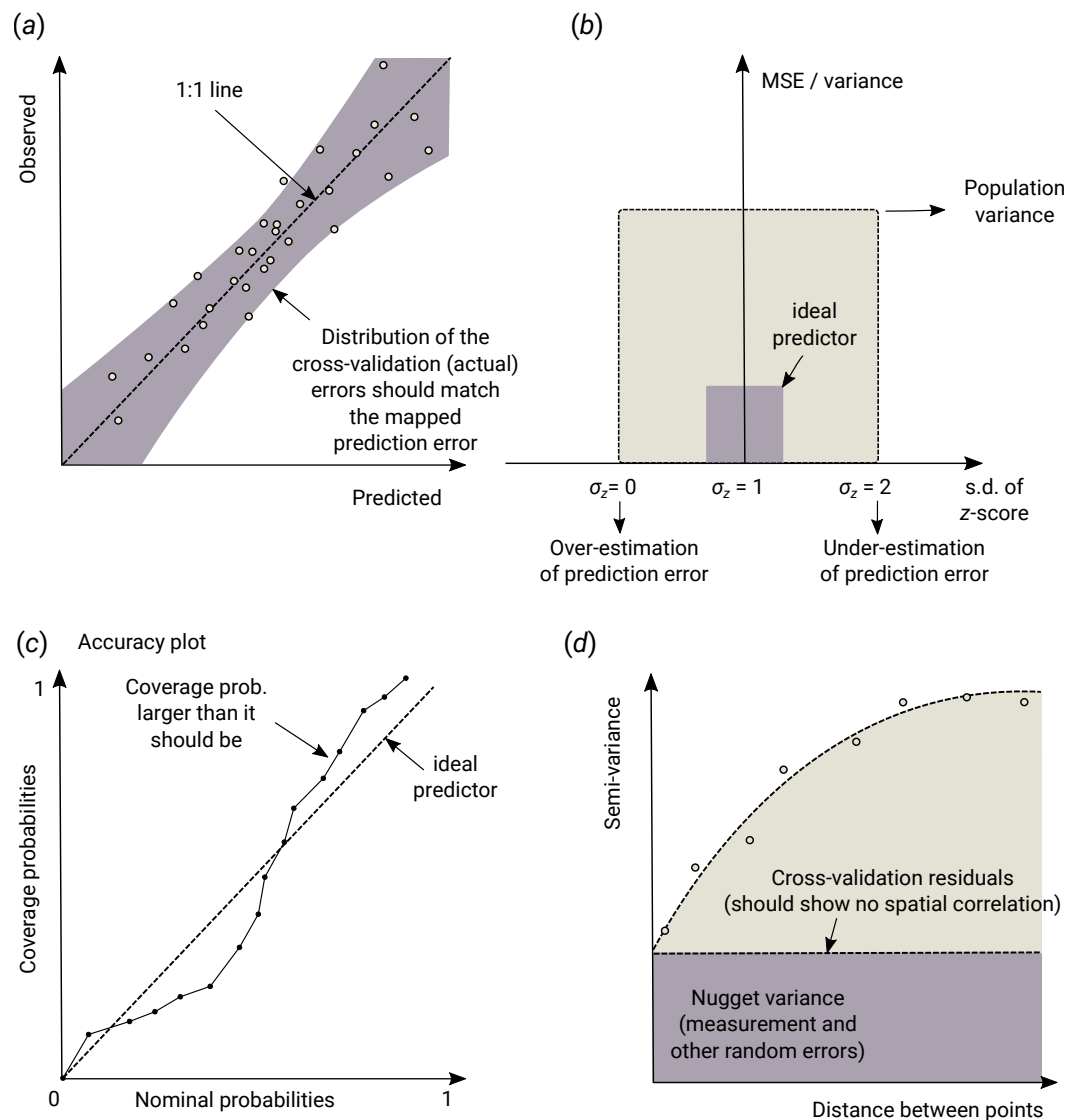 (a)
1:1 line
Observed
Distribution of the
cross-validation (actual)
errors should match
the mapped
prediction error
Predicted
(b)
MSE / variance
Population
variance
ideal
predictor
σz= 0
σz = 1
σz = 2
s.d. of
z-score
Over-estimation
of prediction error
Under-estimation
of prediction error
(c)
Accuracy plot
1
Coverage prob.
larger than it
should be
ideal
predictor
Coverage probabilities
0
Nominal probabilities
1
(d)
Semi-variance
Cross-validation residuals
(should show no spatial correlation)
Nugget variance
(measurement and
other random errors)
Distance between points